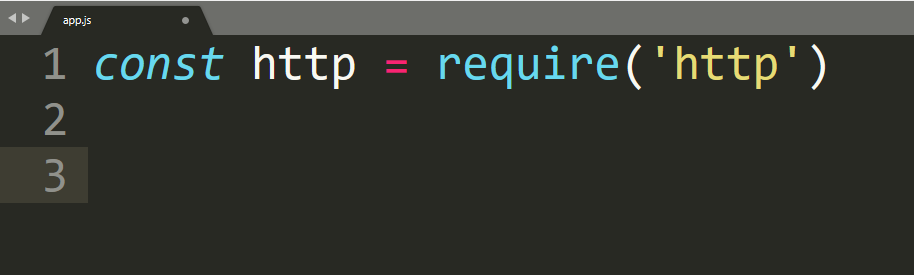 app.js
1 const http = require('http')
2
3